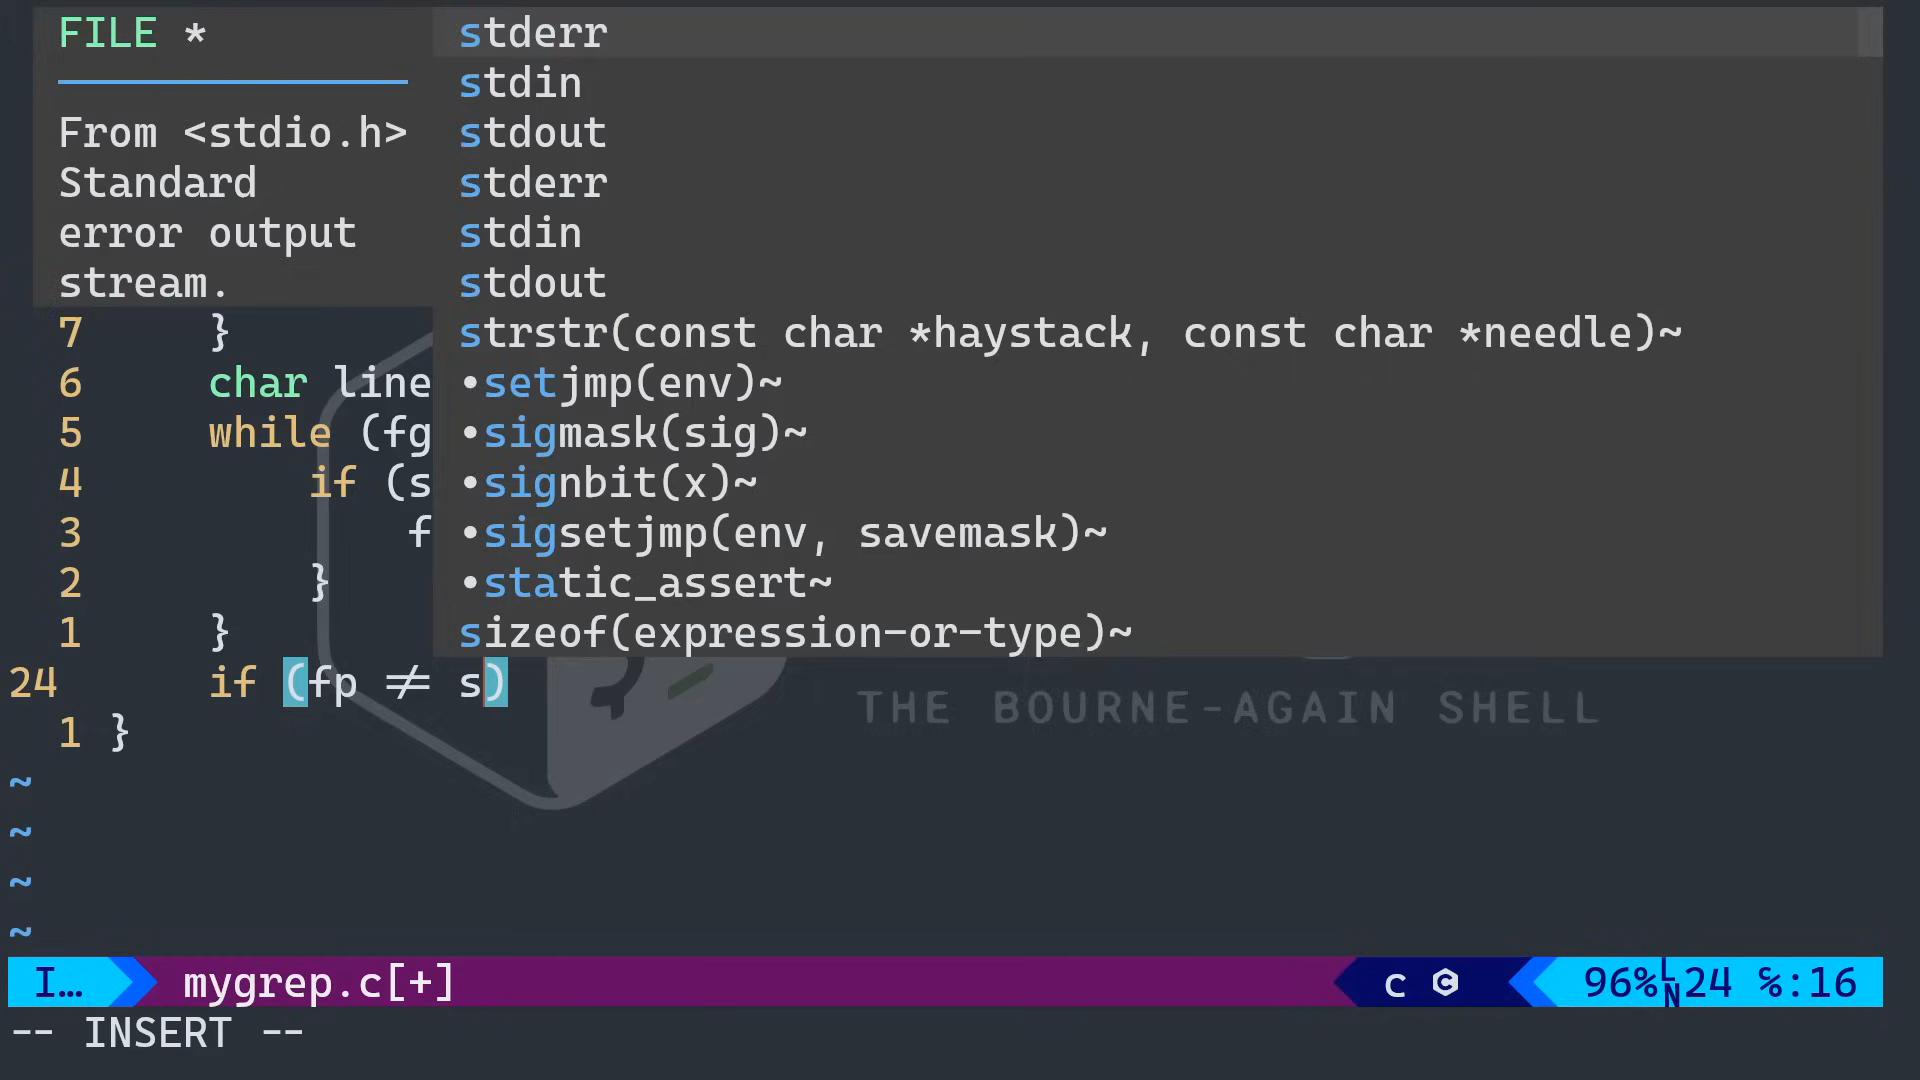 FILE *
From <stdio.h>
Standard
error output
stream.
stderr
stdin
stdout
stderr
stdin
stdout
strstr(const char *haystack, const char *needle)~
•setjmp(env)~
•sigmask(sig)~
•signbit(x)~
•sigsetjmp(env, savemask)~
•static_assert~
sizeof(expression-or-type)~
7 }
6 char line
5 while (fg
4 if (s
3 f
2 }
1 }
24 if (fp ≠ s)
1 }
~
~
~
~
THE BOURNE-AGAIN SHELL
I… mygrep.c[+] c 96% LN 24 %:16
-- INSERT --